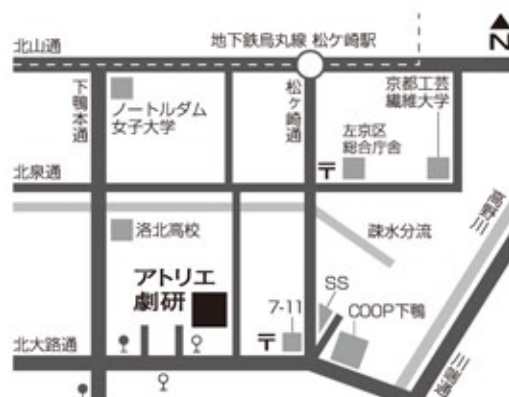 地下鉄烏丸線 松ケ崎駅
N
北山通
下鴨本通
ノートルダム
女子大学
松ヶ崎通
京都工芸
繊維大学
左京区
総合庁舎
〒
北泉通
高野川
洛北高校
疎水分流
アトリエ
劇研
SS
7-11
COOP下鴨
〒
北大路通